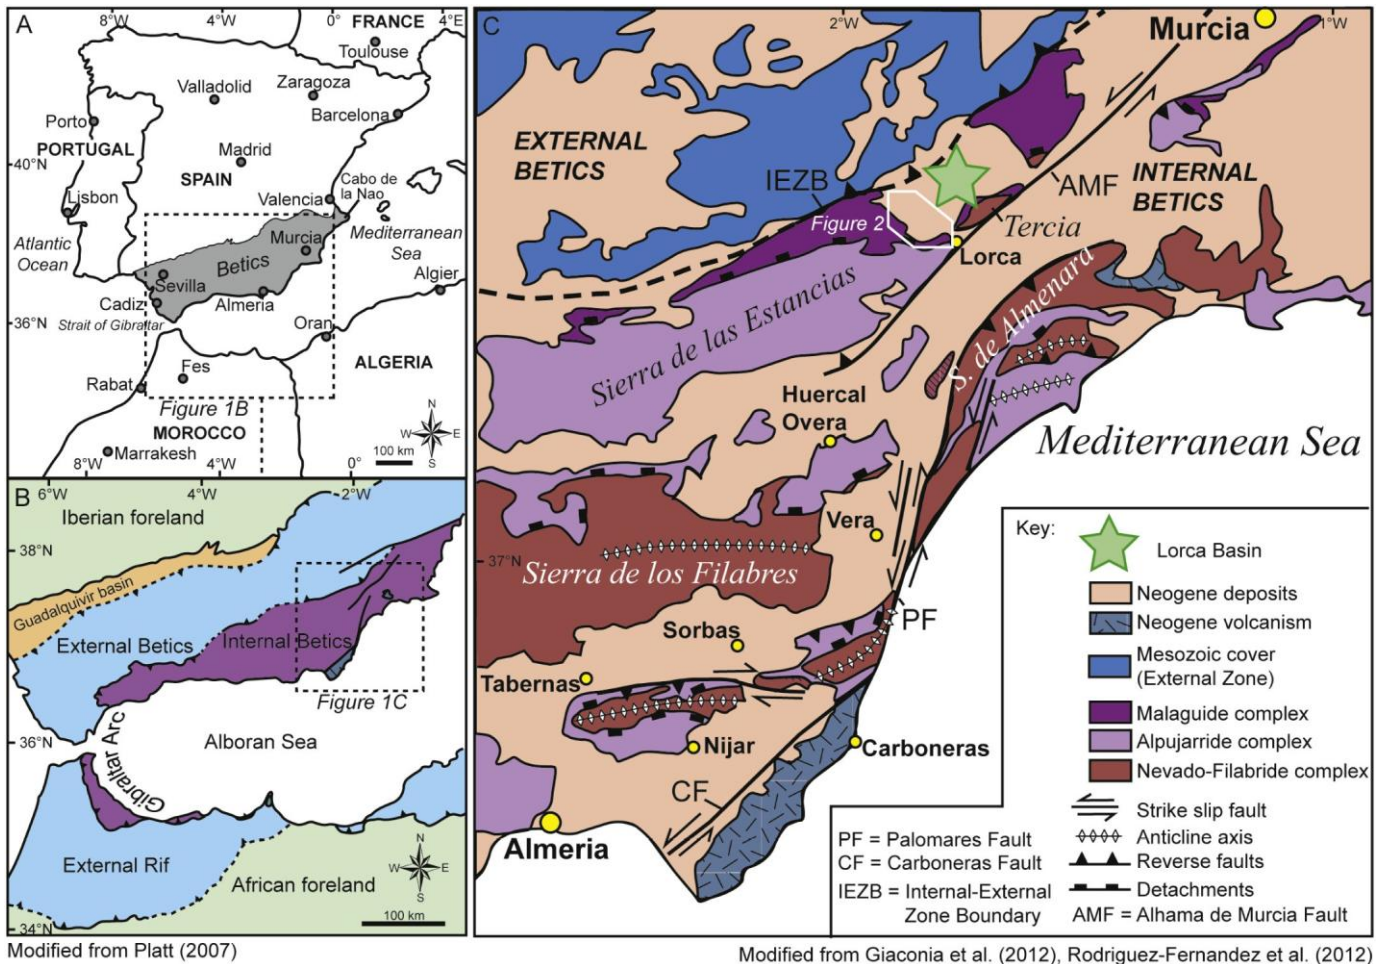 A
8°W
4°W
0°
4°E
FRANCE
Toulouse
Valladolid
Zaragoza
Barcelona
Porto
PORTUGAL
Madrid
40°N
SPAIN
Cabo de
la Nao
Lisbon
Valencia
Atlantic
Ocean
Murcia
Mediterranean
Sea
Betics
Sevilla
Algier
Cadiz
Almeria
36°N
Strait of Gibraltar
Oran
ALGERIA
Fes
Rabat
Figure 1B
MOROCCO
N
W E
S
Marrakesh
100 km
8°W
4°W
0°
B
6°W
4°W
2°W
Iberian foreland
38°N
Guadalquivir basin
External Betics
Internal Betics
Figure 1C
36°N
Gibraltar Arc
Alboran Sea
External Rif
African foreland
N
W E
S
100 km
34°N
Modified from Platt (2007)
C
2°W
1°W
Murcia
EXTERNAL
BETICS
IEZB
AMF
INTERNAL
BETICS
Figure 2
Tercia
Lorca
Sierra de las Estancias
S. de Almenara
Huercal
Overa
Mediterranean Sea
Vera
37°N
Sierra de los Filabres
PF
Sorbas
Tabernas
Nijar
Carboneras
CF
Almeria
Key:
Lorca Basin
Neogene deposits
Neogene volcanism
Mesozoic cover
(External Zone)
Malaguide complex
Alpujarride complex
Nevado-Filabride complex
Strike slip fault
Anticline axis
Reverse faults
Detachments
PF = Palomares Fault
CF = Carboneras Fault
IEZB = Internal-External
Zone Boundary
AMF = Alhama de Murcia Fault
Modified from Giaconia et al. (2012), Rodriguez-Fernandez et al. (2012)